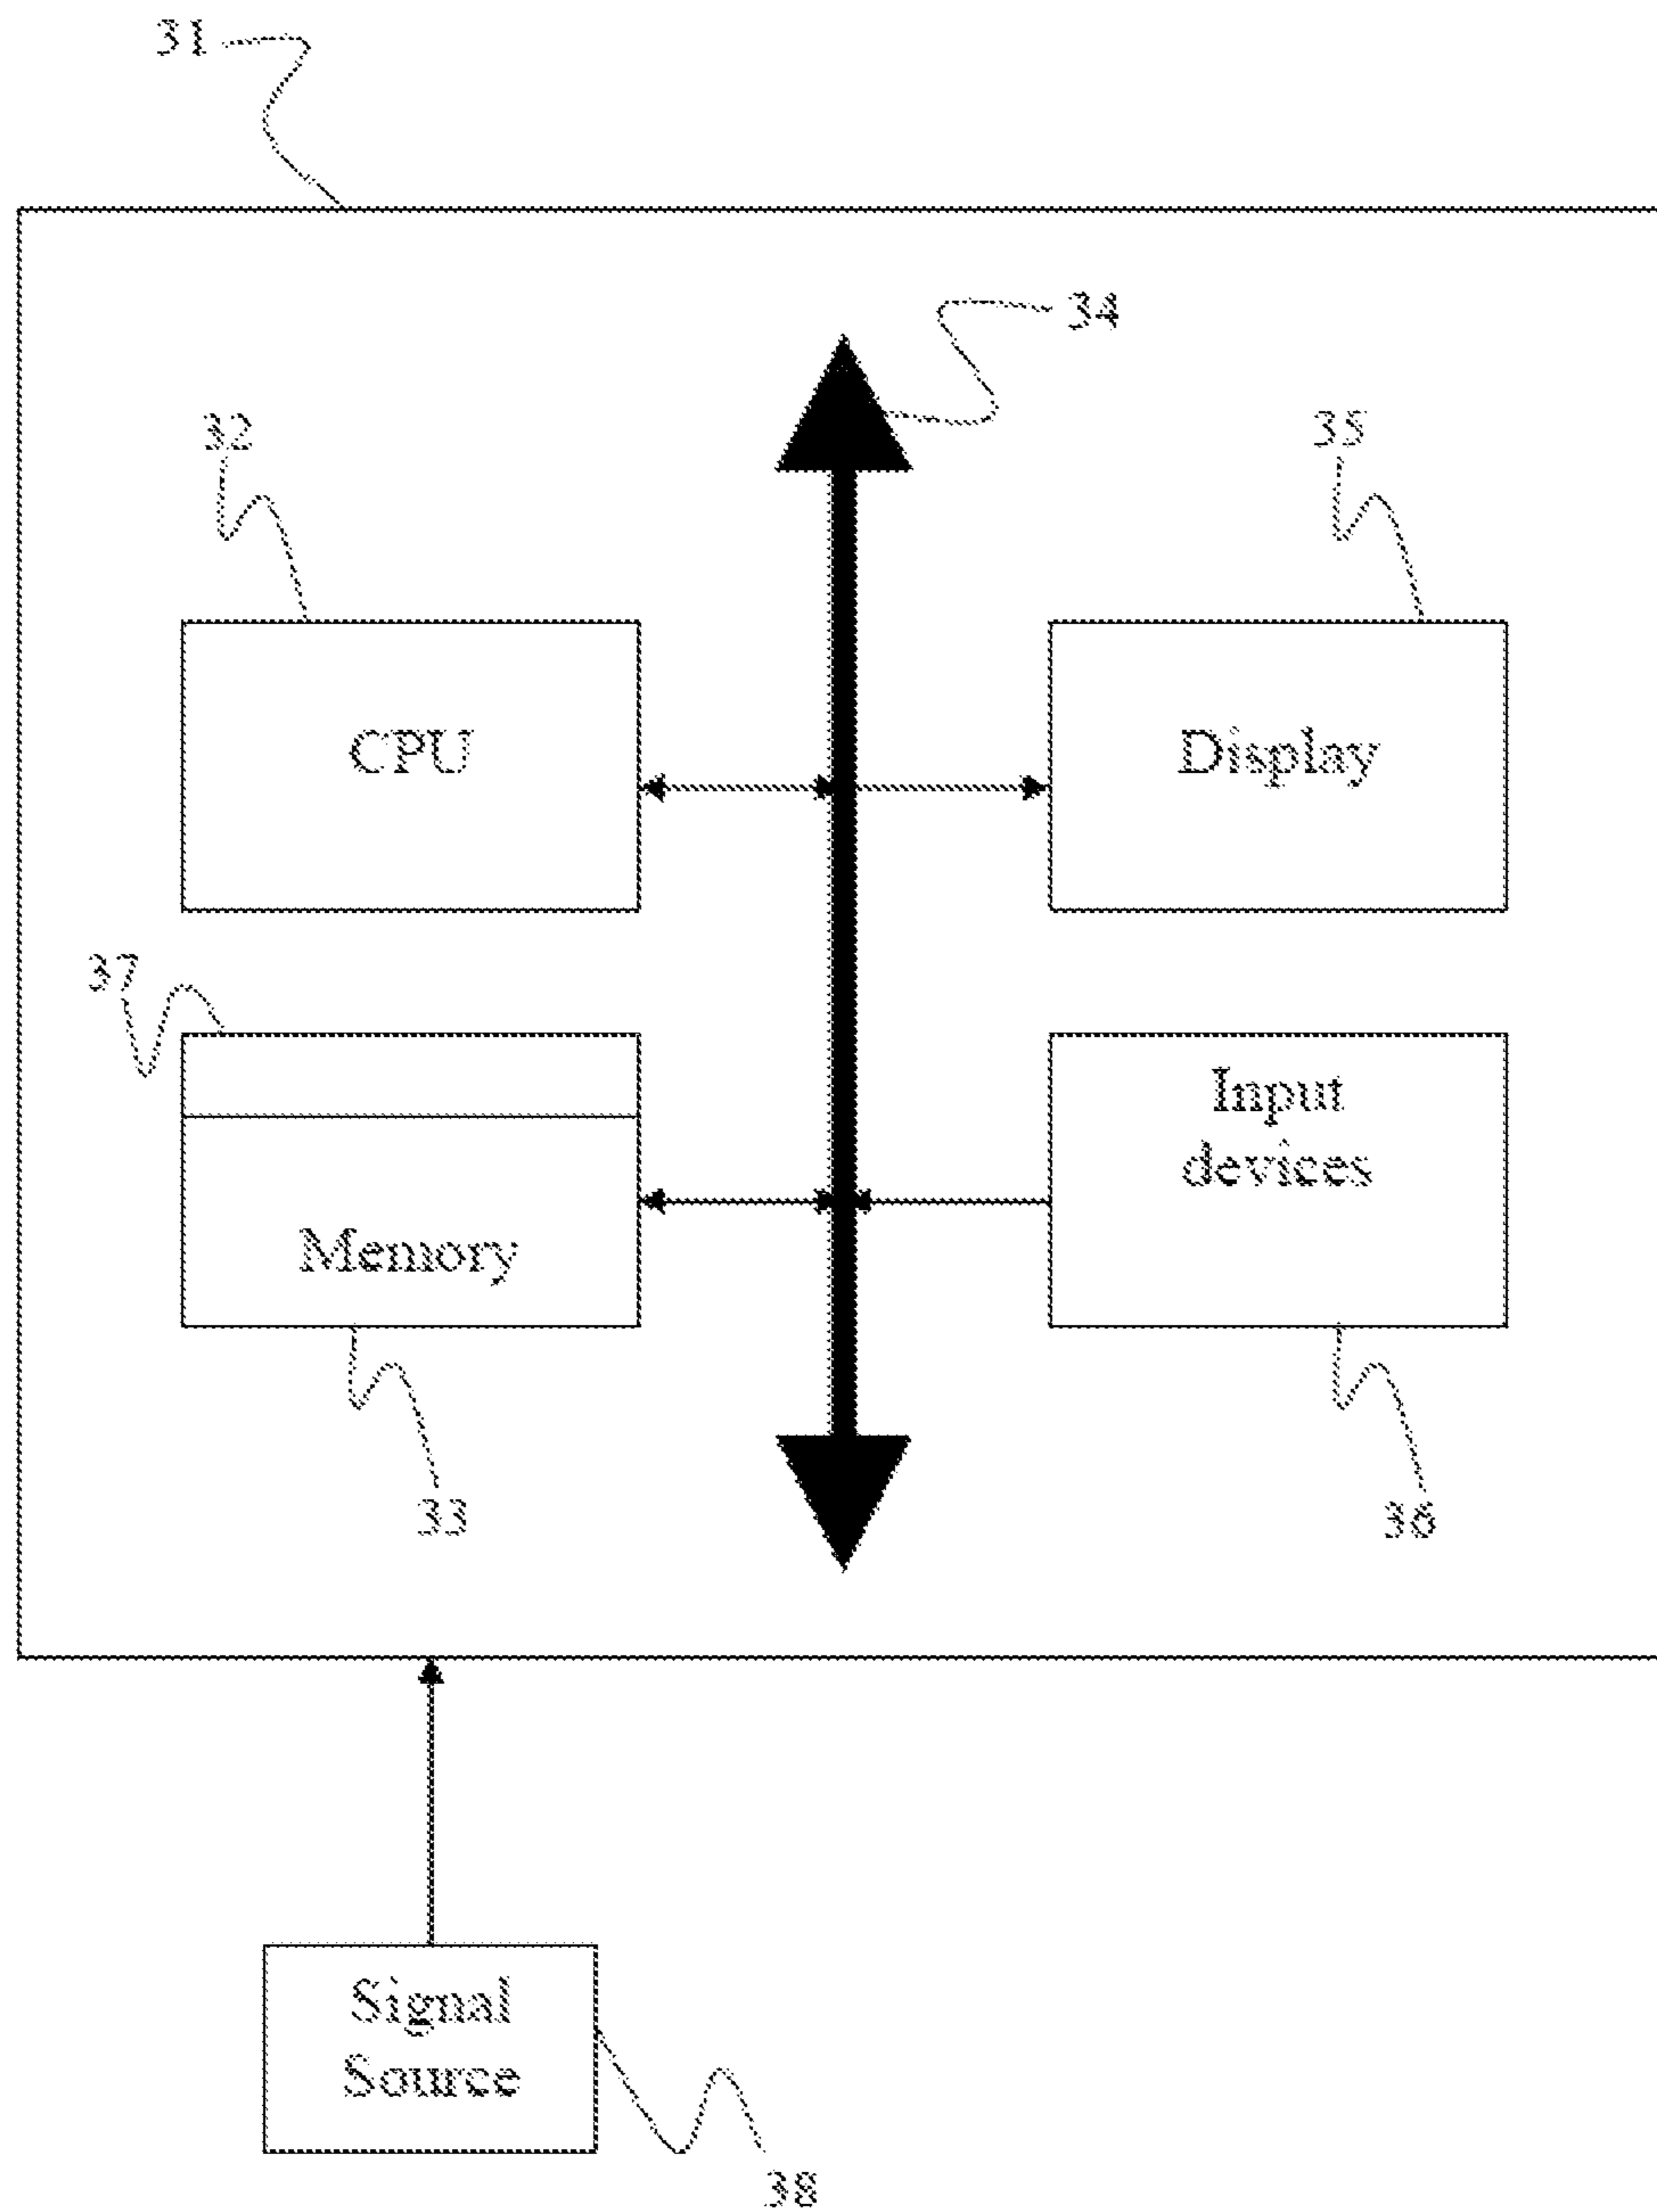 31
34
32
35
CPU
Display
37
Input
devices
Memory
33
36
Signal
Source
38